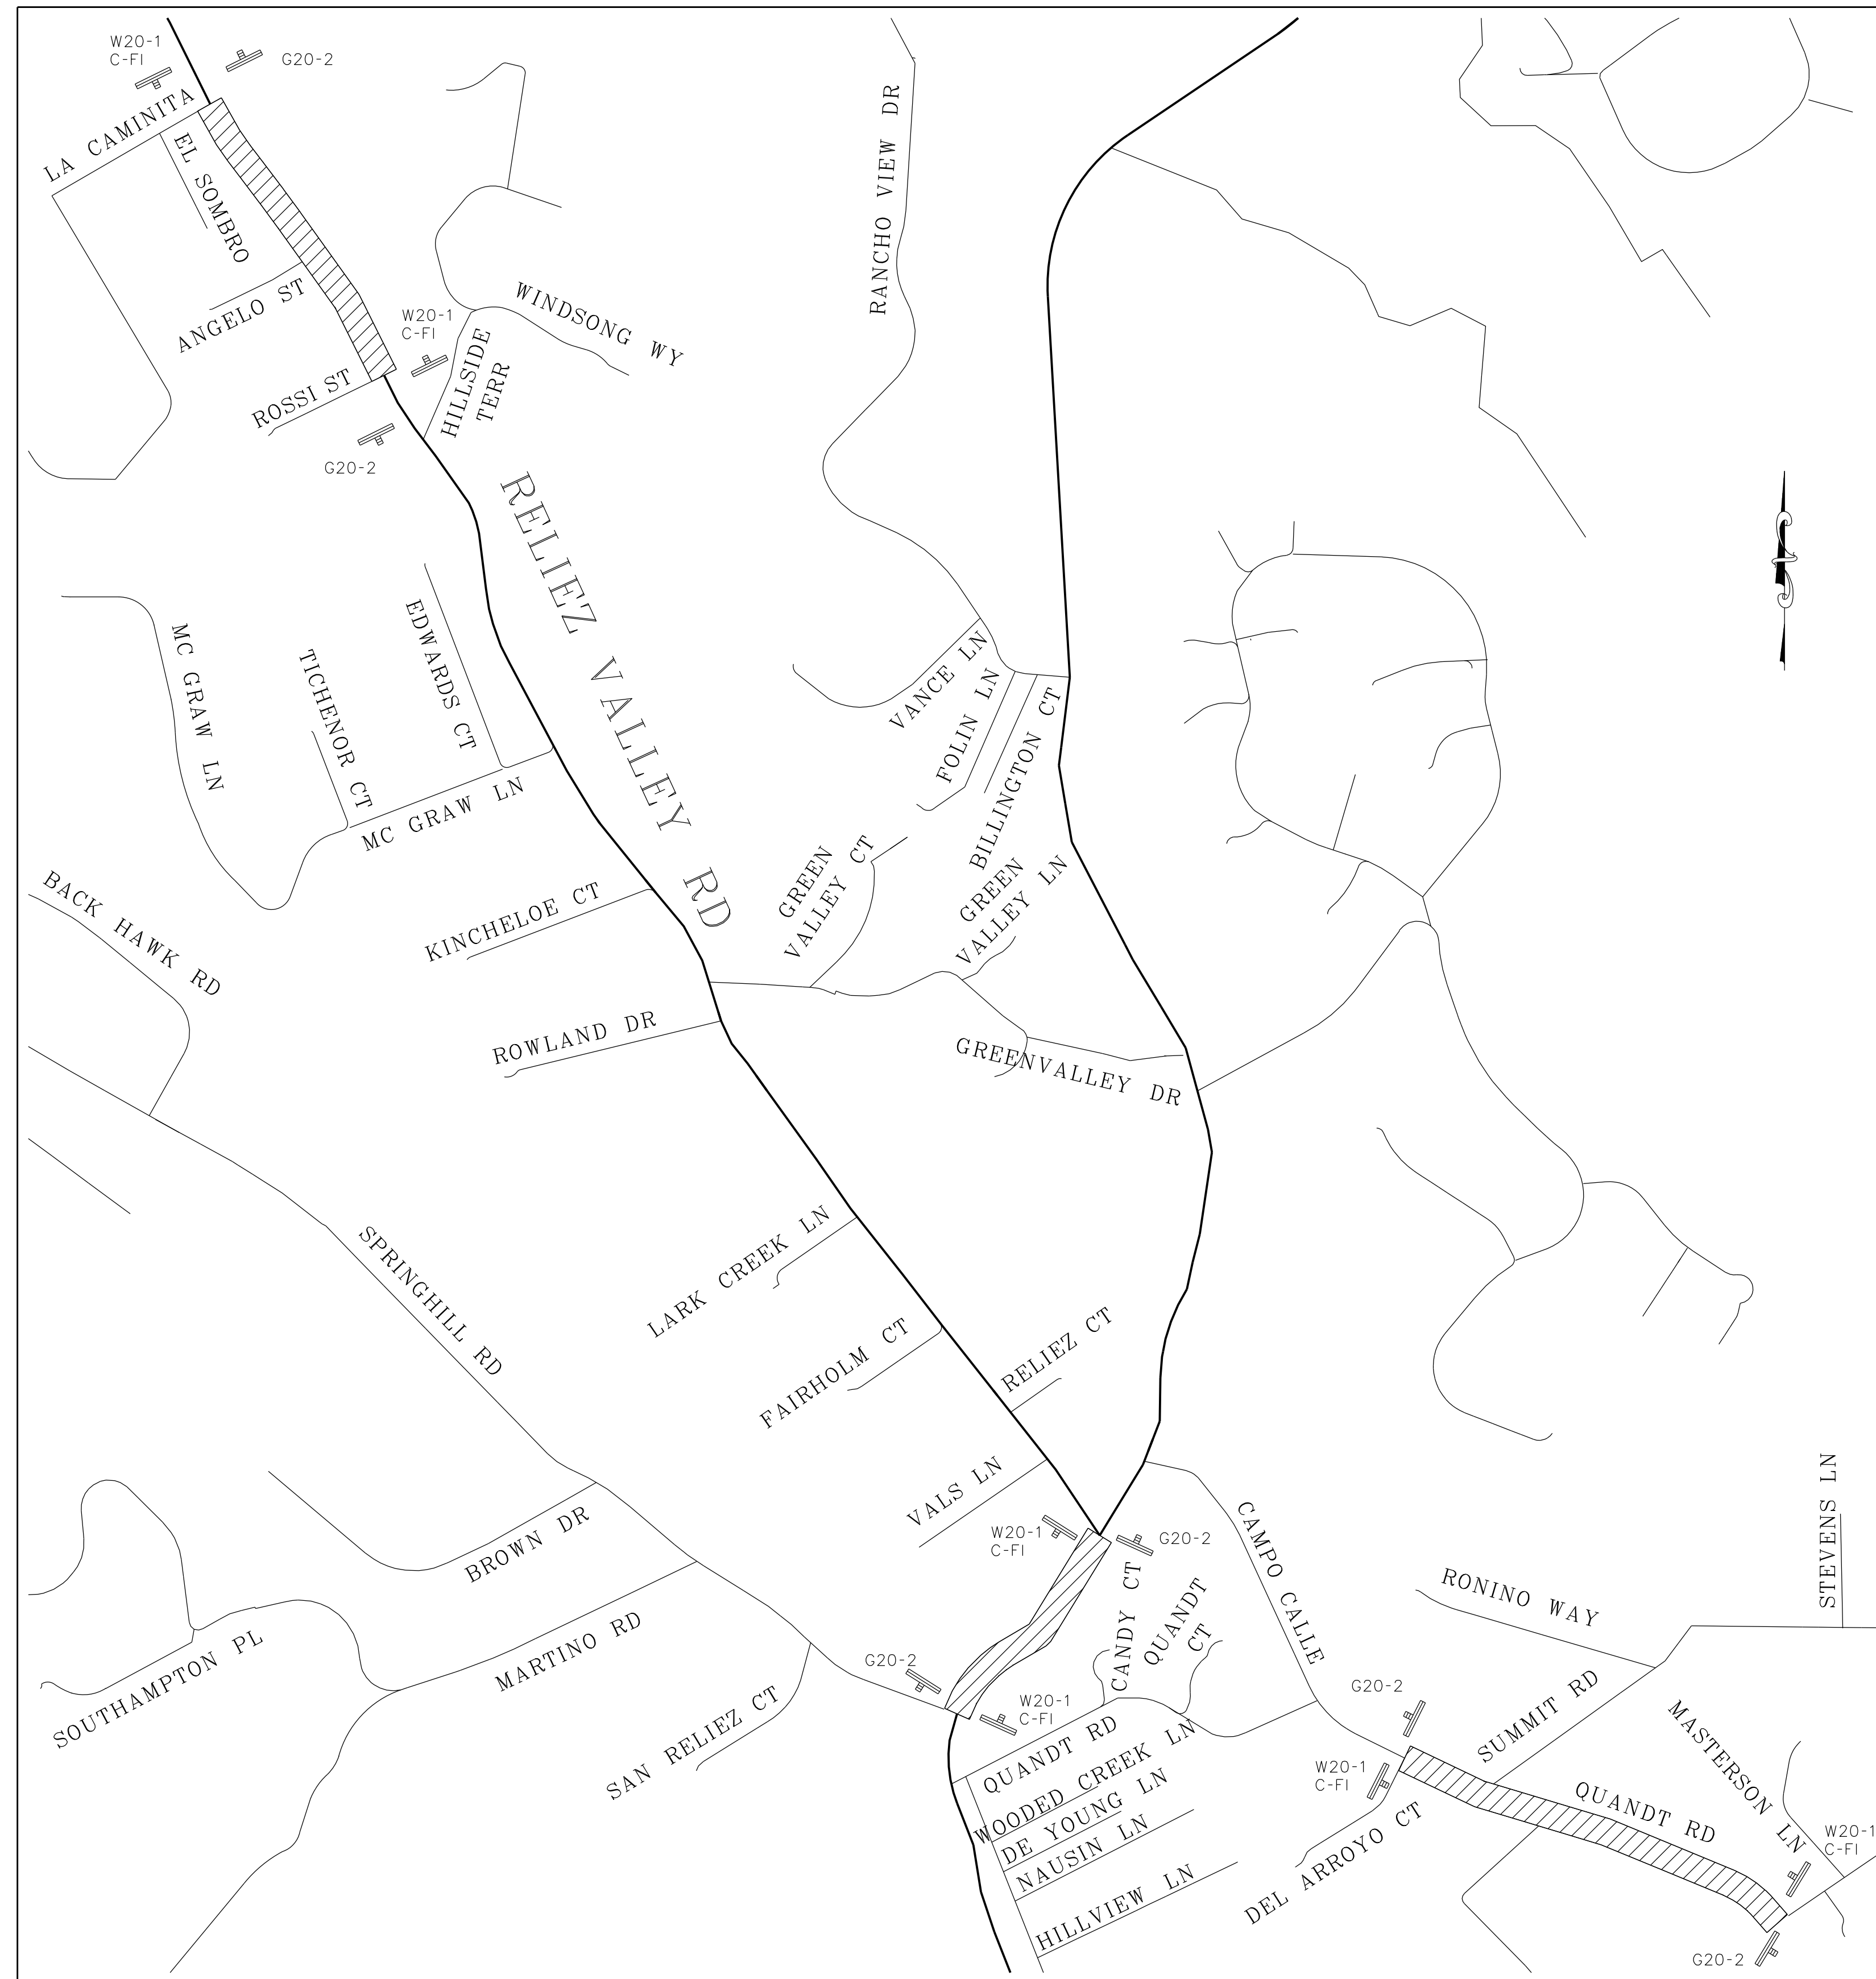 W20-1
C-FI
G20-2
LA CAMINITA
EL SOMBRO
ANGELO ST
ROSSI ST
W20-1
C-FI
G20-2
HILLSIDE
TERR
WINDSONG WY
RANCHO VIEW DR
RELIEZ VALLEY RD
MC GRAW LN
TICHENOR CT
EDWARDS CT
MC GRAW LN
VANCE LN
FOLIN LN
BILLINGTON CT
GREEN
VALLEY CT
GREEN
VALLEY LN
BACK HAWK RD
KINCHELOE CT
ROWLAND DR
GREENVALLEY DR
SPRINGHILL RD
LARK CREEK LN
FAIRHOLM CT
RELIEZ CT
VALS LN
BROWN DR
MARTINO RD
SOUTHAMPTON PL
SAN RELIEZ CT
W20-1
C-FI
G20-2
CANDY CT
QUANDT
CT
CAMPO CALLE
G20-2
W20-1
C-FI
QUANDT RD
WOODED CREEK LN
DE YOUNG LN
NAUSIN LN
HILLVIEW LN
RONINO WAY
STEVENS LN
SUMMIT RD
MASTERSON LN
G20-2
W20-1
C-FI
DEL ARROYO CT
QUANDT RD
W20-1
C-FI
G20-2